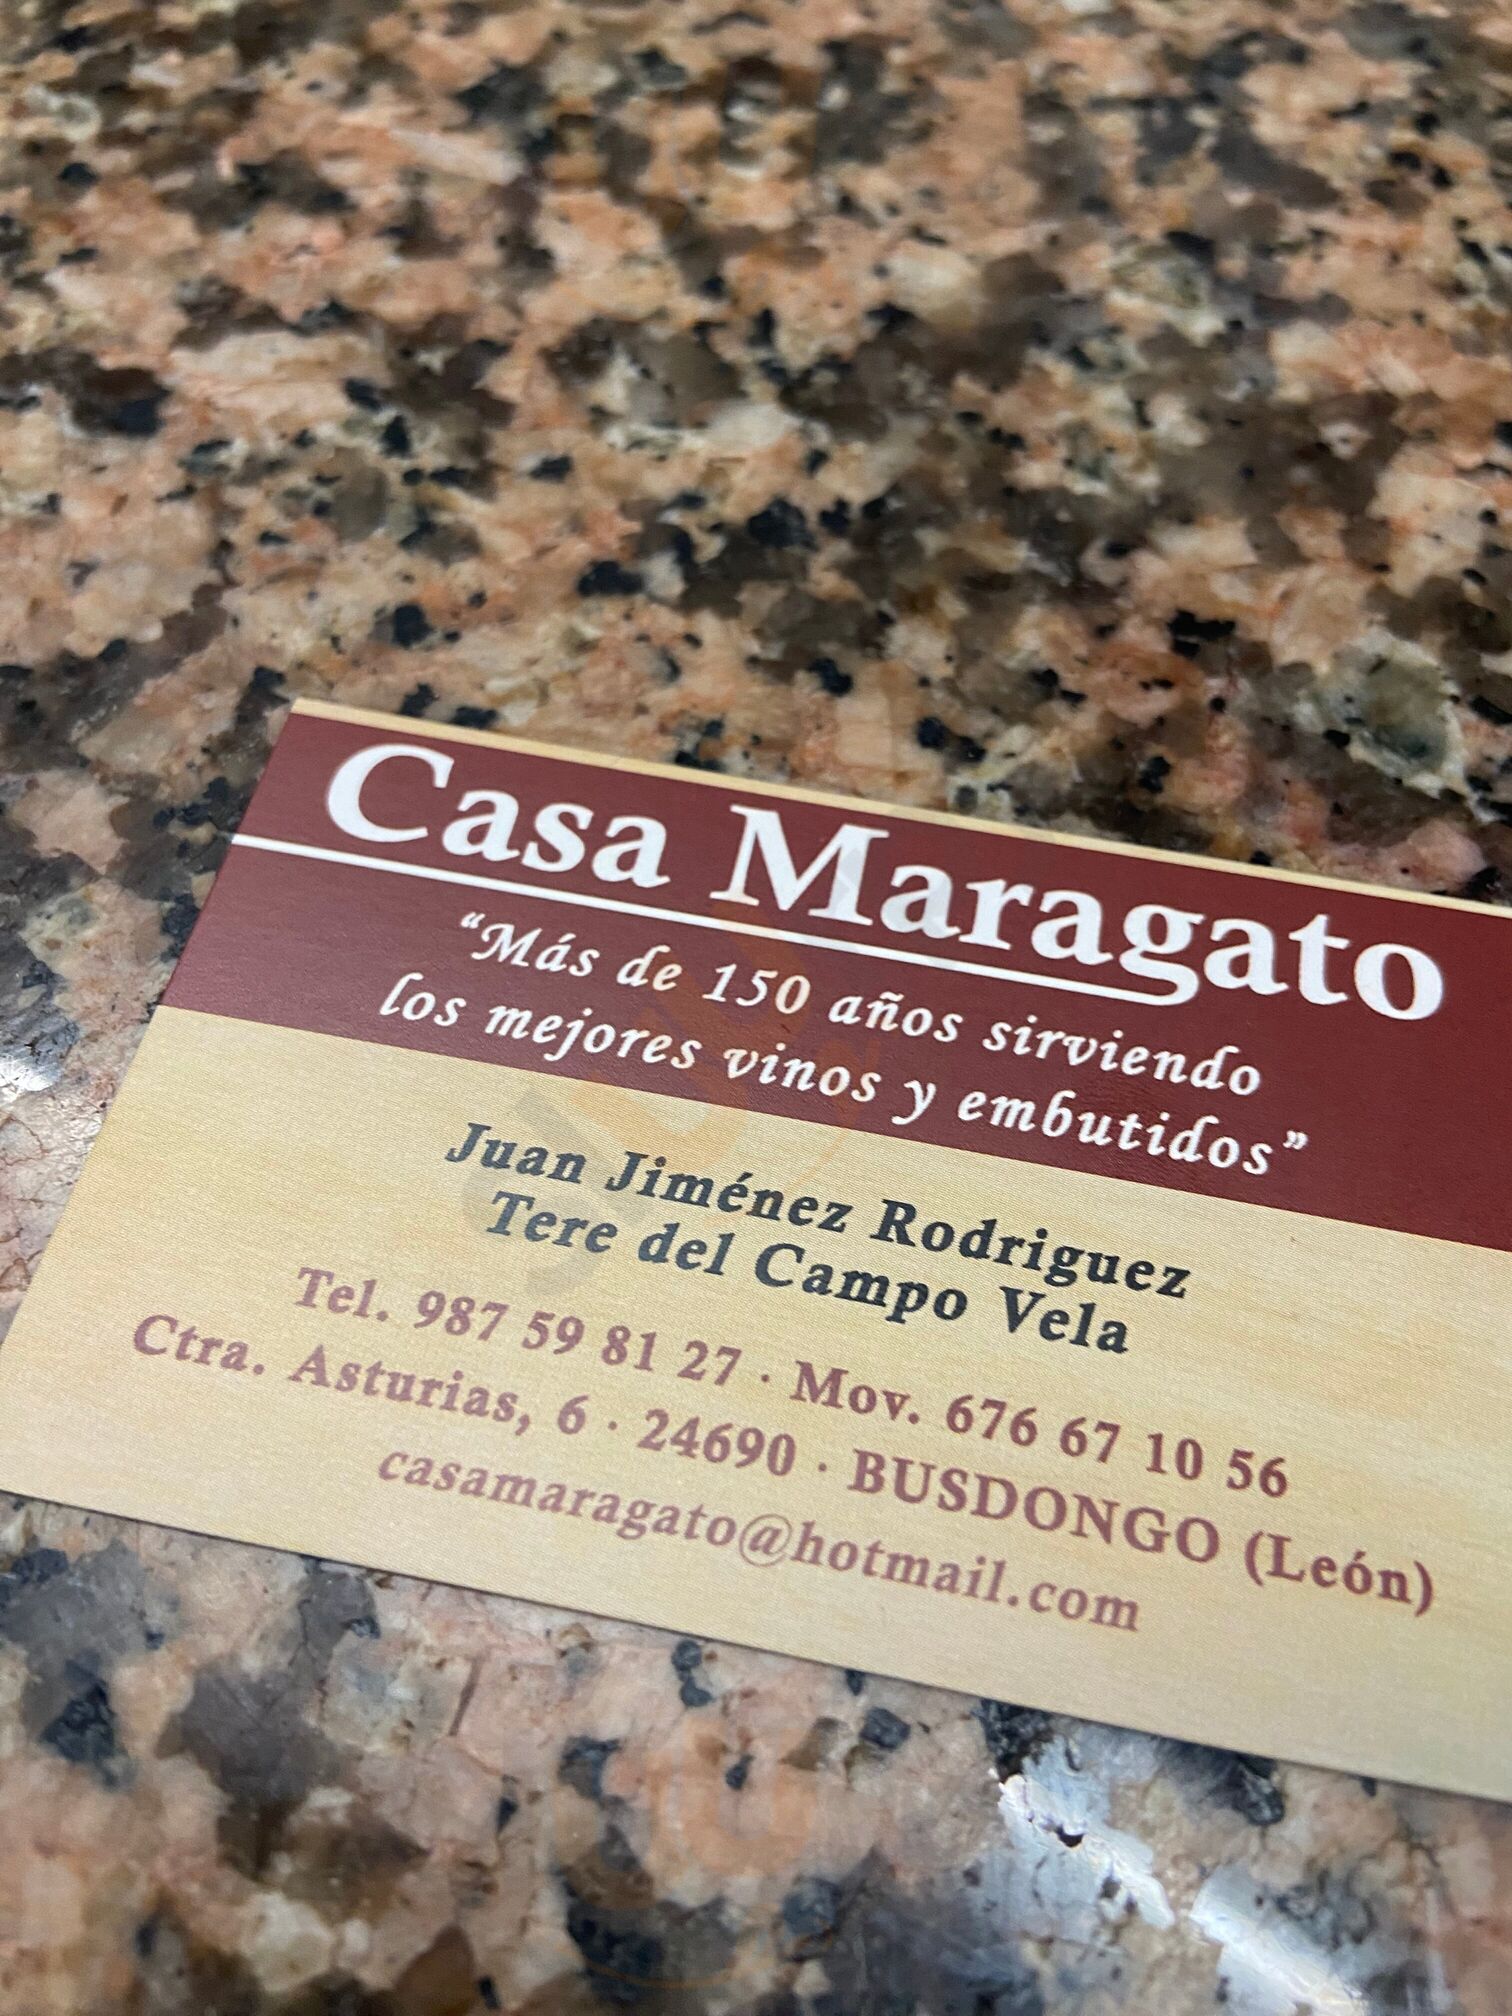 Casa Maragato
“Más de 150 años sirviendo
los mejores vinos y embutidos”
Juan Jiménez Rodriguez
Tere del Campo Vela
Tel. 987 59 81 27 · Mov. 676 67 10 56
Ctra. Asturias, 6 · 24690 · BUSDONGO (León)
casamaragato@hotmail.com